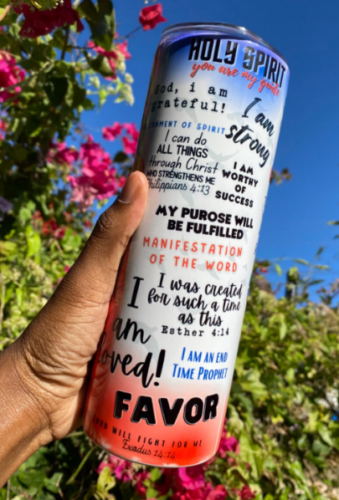 HOLY SPIRIT
you are my guide
God, i am
grateful!
I am
strong
OF SPIRIT
I can do
ALL THINGS
through Christ
WHO STRENGTHENS ME
Philippians 4:13
I AM
WORTHY
OF
SUCCESS
MY PUROSE WILL
BE FULFILLED
MANIFESTATION
OF THE WORD
I was created
for such a time
as this
Esther 4:14
I am
loved!
I AM AN END
TIME PROPHET
FAVOR
WILL FIGHT FOR ME
Exodus 14:14